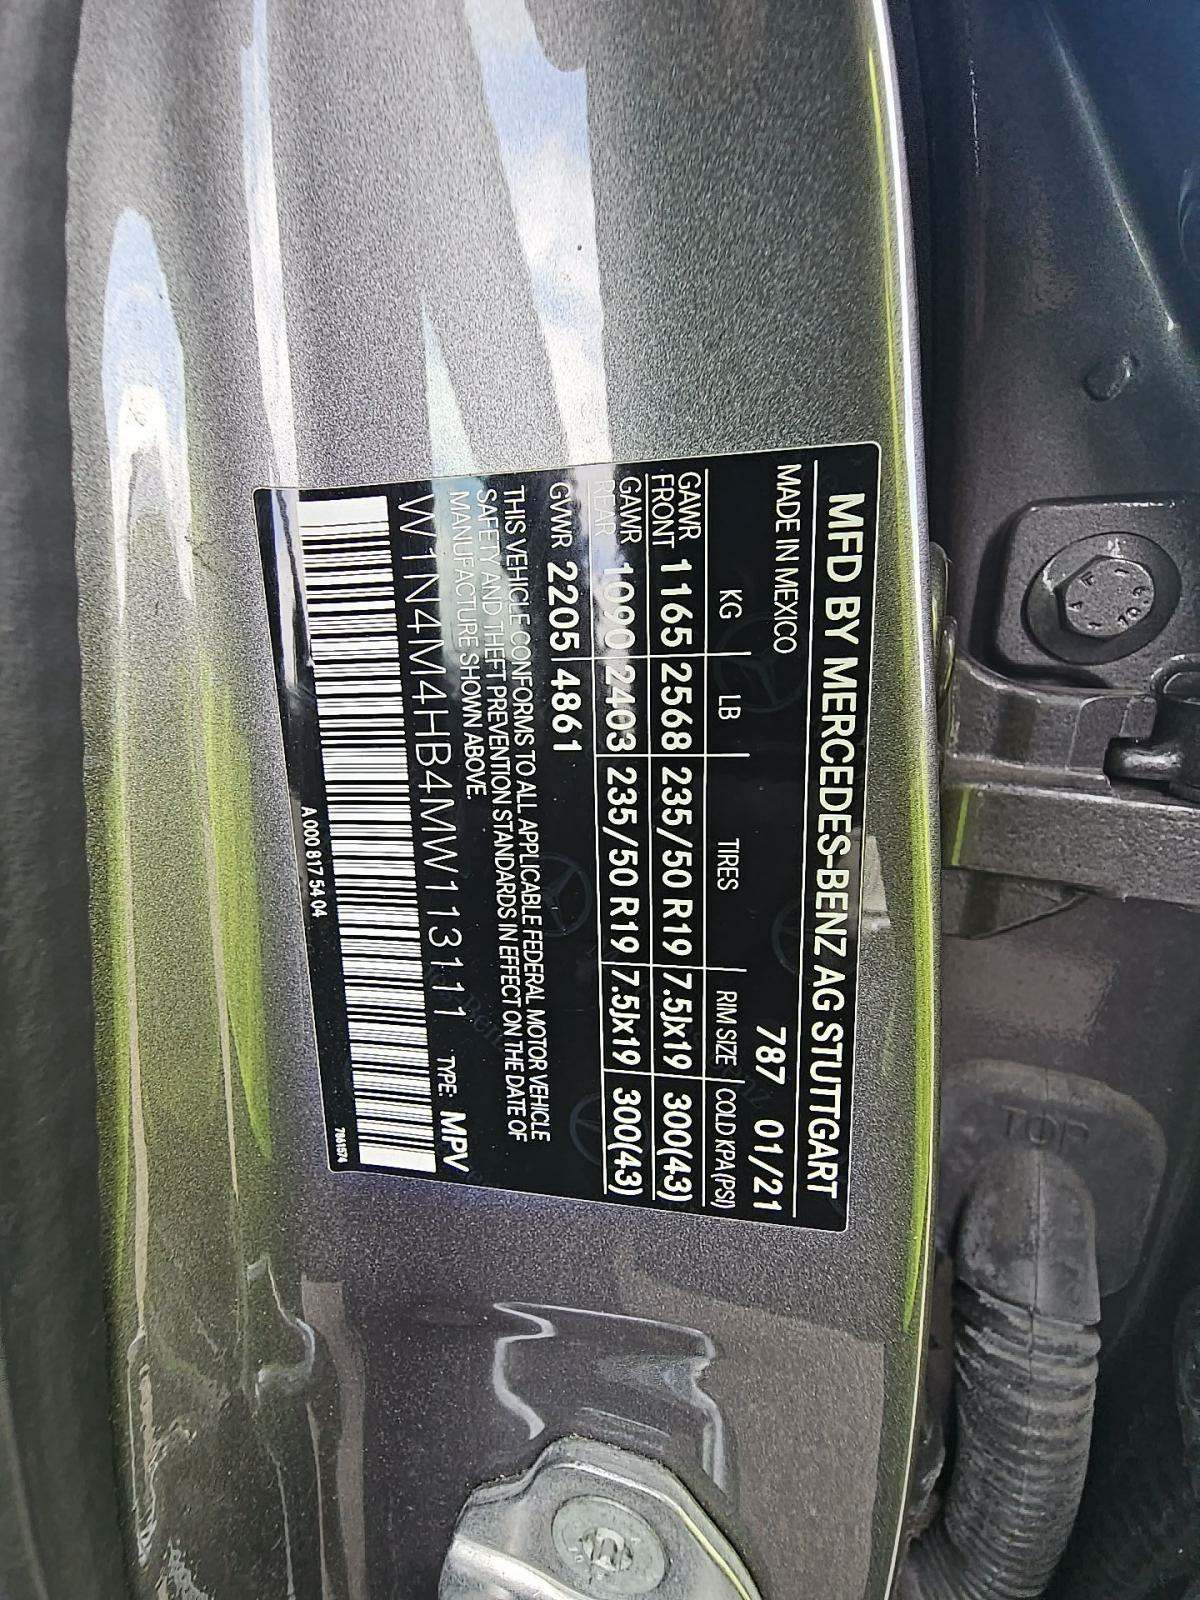 MFD BY MERCEDES-BENZ AG STUTTGART
MADE IN MEXICO 787 01/21
KG LB TIRES RIM SIZE COLD KPA(PSI)
GAWR FRONT 1165 2568 235/50 R19 7.5Jx19 300(43)
GAWR REAR 1090 2403 235/50 R19 7.5Jx19 300(43)
GVWR 2205 4861
THIS VEHICLE CONFORMS TO ALL APPLICABLE FEDERAL MOTOR VEHICLE
SAFETY AND THEFT PREVENTION STANDARDS IN EFFECT ON THE DATE OF
MANUFACTURE SHOWN ABOVE.
W1N4M4HB4MW113111 TYPE: MPV
A 000 817 54 04 7861574
TOP